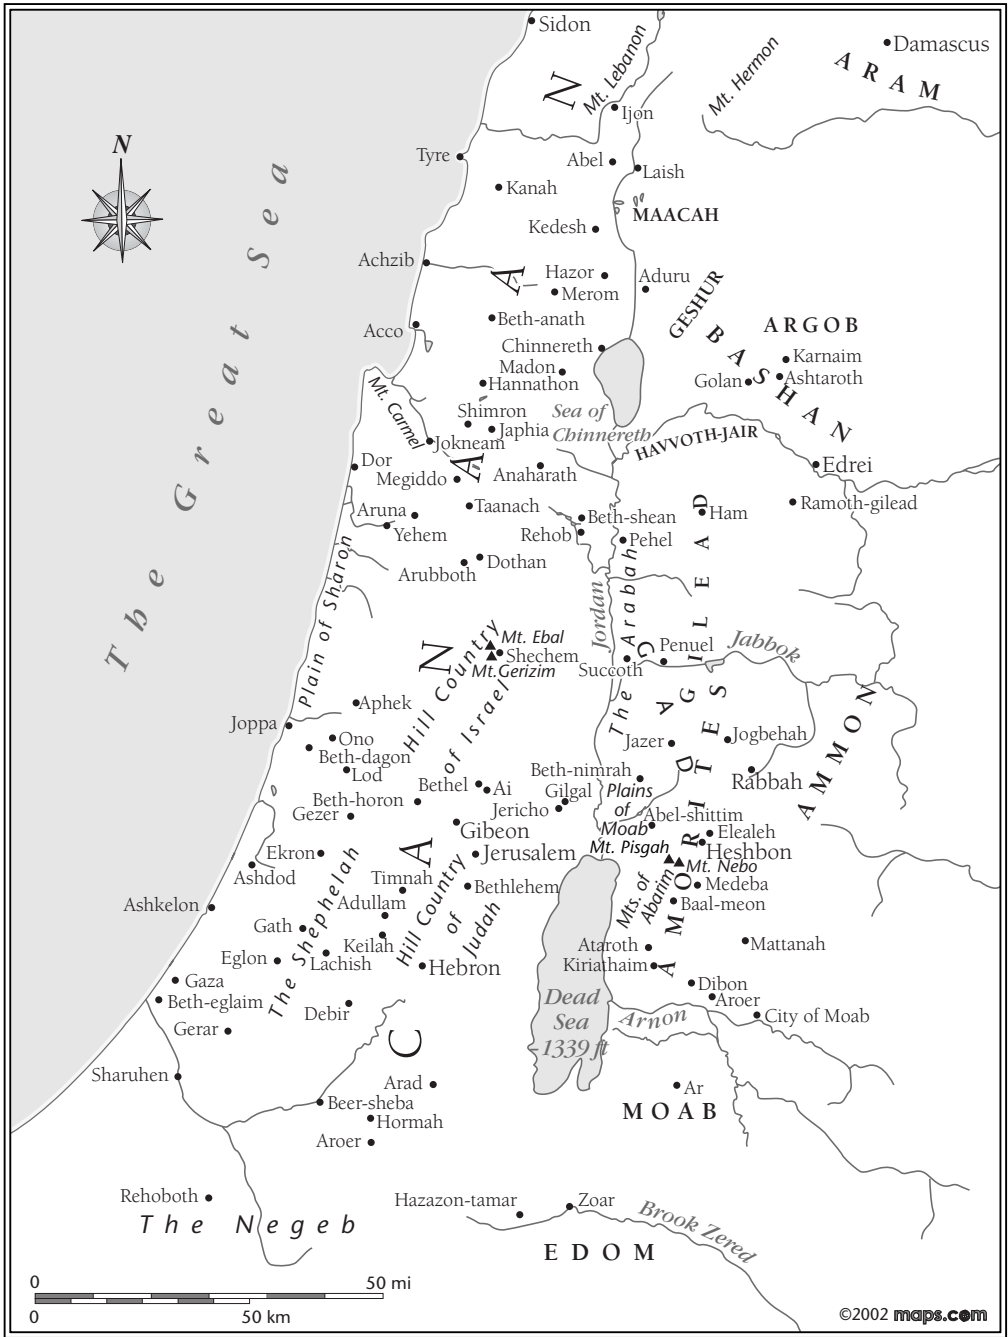 Sidon
Damascus
ARAM
Mt. Lebanon
Mt. Hermon
Ijon
N
Tyre
Abel
Laish
Kanah
MAACAH
Kedesh
The Great Sea
Achzib
Hazor
Aduru
Merom
GESHUR
Acco
Beth-anath
ARGOB
BASHAN
Chinnereth
Karnaim
Madon
Golan
Ashtaroth
Hannathon
Mt. Carmel
Shimron
Sea of
Chinnereth
Japhia
Jokneam
HAVVOTH-JAIR
Dor
Megiddo
Anaharath
Edrei
Aruna
Taanach
Ramoth-gilead
Yehem
Beth-shean
Ham
Rehob
Pehel
Dothan
Arubboth
Plain of Sharon
Jordan
The Arabah
GILEAD
CANAAN
Mt. Ebal
Shechem
Mt. Gerizim
Penuel
Jabbok
Succoth
GADITES
Hill Country
of Israel
Aphek
Joppa
Ono
Beth-dagon
Lod
Jazer
Jogbehah
AMMON
Bethel
Ai
Beth-nimrah
Rabbah
Beth-horon
Gilgal
Plains
of
Moab
Gezer
Jericho
Abel-shittim
Gibeon
Elealeh
Mt. Pisgah
Heshbon
Ekron
Jerusalem
Mt. Nebo
Ashdod
Timnah
Bethlehem
Mts. of
Abarim
Medeba
Ashkelon
Adullam
Baal-meon
AMORITES
The Shephelah
Hill Country
of
Judah
Gath
Keilah
Ataroth
Mattanah
Eglon
Lachish
Hebron
Kiriathaim
Gaza
Dibon
Beth-eglaim
Debir
Dead
Sea
-1339 ft
Aroer
Gerar
Arnon
City of Moab
Sharuhen
Arad
Ar
Beer-sheba
MOAB
Hormah
Aroer
Rehoboth
Hazazon-tamar
Zoar
The Negeb
Brook Zered
EDOM
0 50 mi
0 50 km
©2002 maps.com